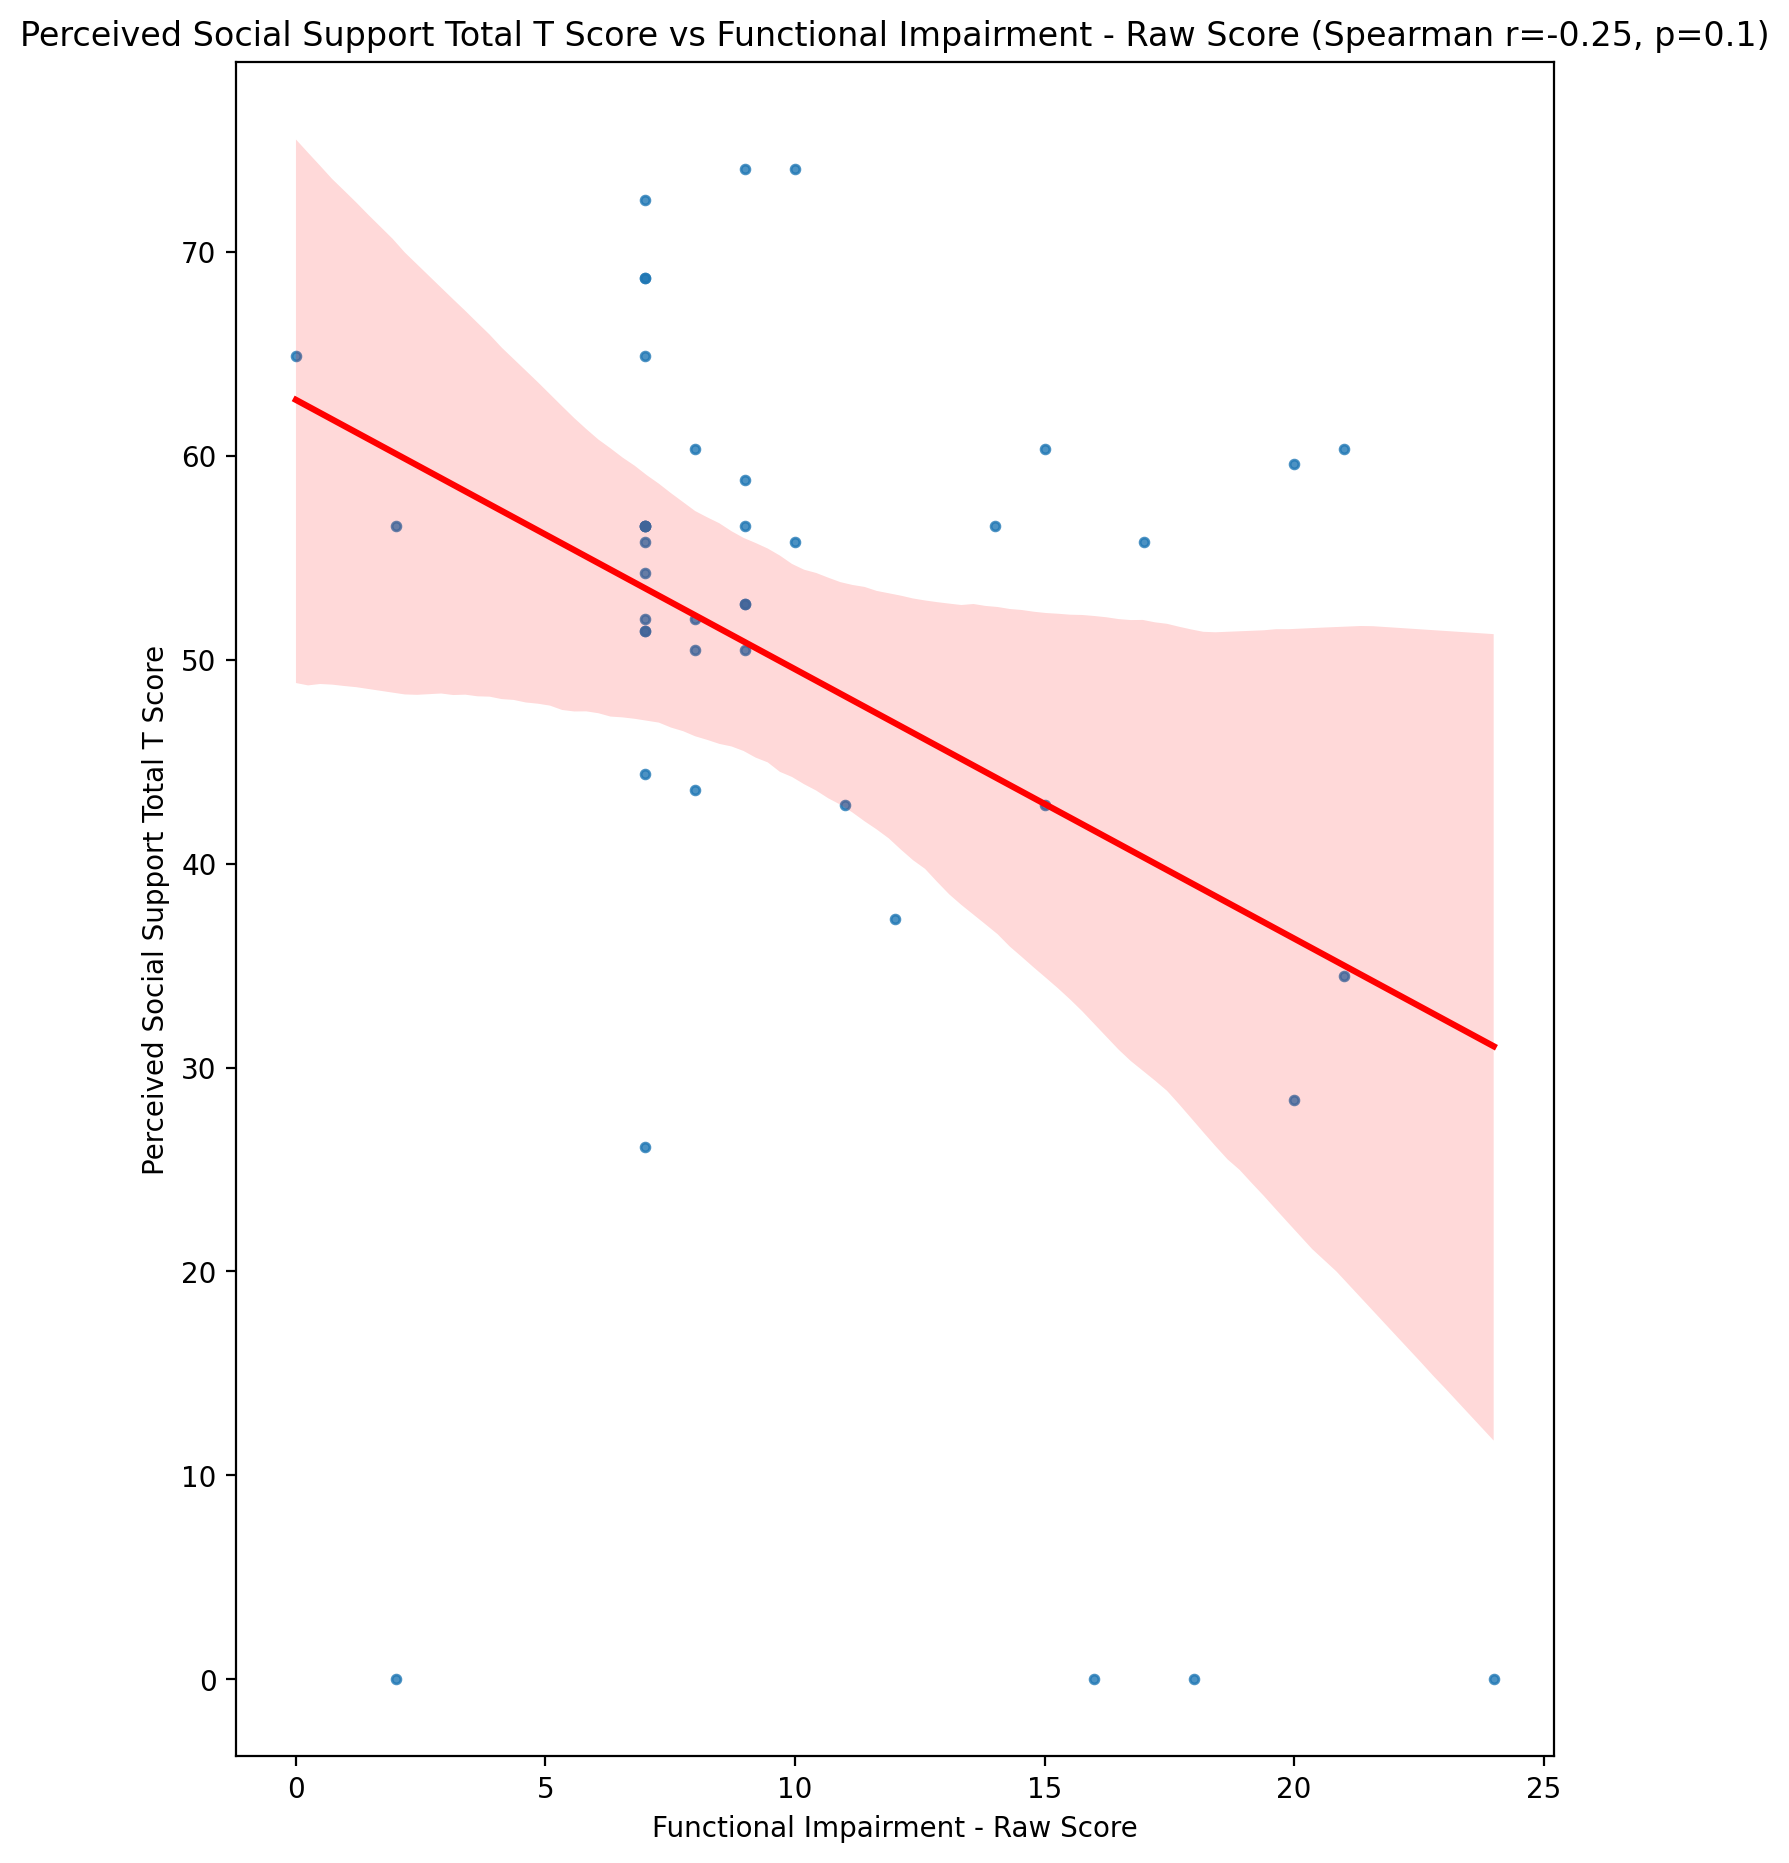 Perceived Social Support Total T Score vs Functional Impairment - Raw Score (Spearman r=-0.25, p=0.1)
Perceived Social Support Total T Score
70
60
50
40
30
20
10
0
0 5 10 15 20 25
Functional Impairment - Raw Score